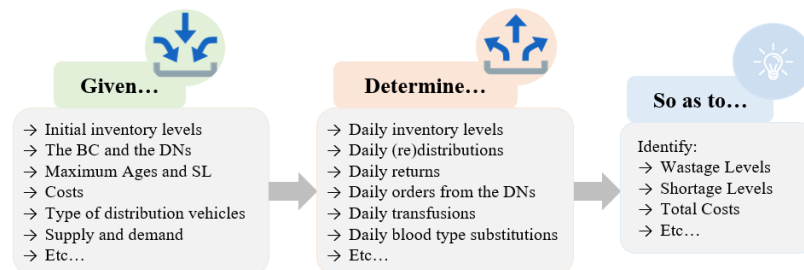 Given…
→ Initial inventory levels
→ The BC and the DNs
→ Maximum Ages and SL
→ Costs
→ Type of distribution vehicles
→ Supply and demand
→ Etc…
Determine…
→ Daily inventory levels
→ Daily (re)distributions
→ Daily returns
→ Daily orders from the DNs
→ Daily transfusions
→ Daily blood type substitutions
→ Etc…
So as to…
Identify:
→ Wastage Levels
→ Shortage Levels
→ Total Costs
→ Etc…